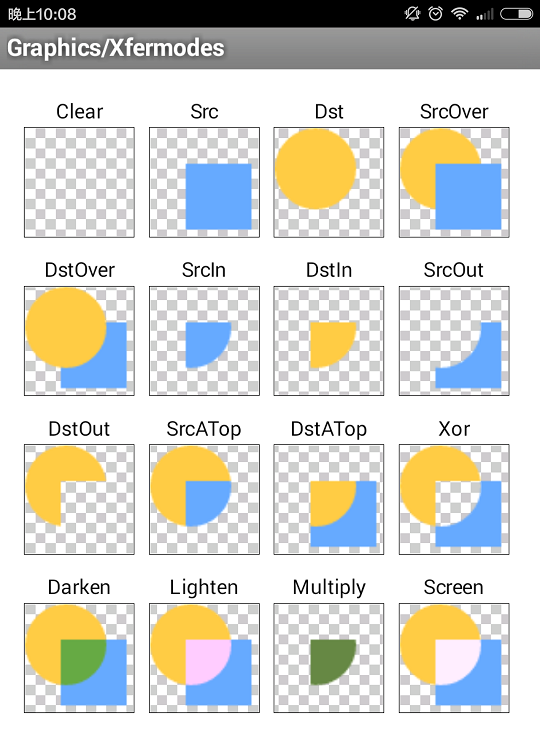 晚上10:08
Graphics/Xfermodes
Clear Src Dst SrcOver
DstOver SrcIn DstIn SrcOut
DstOut SrcATop DstATop Xor
Darken Lighten Multiply Screen